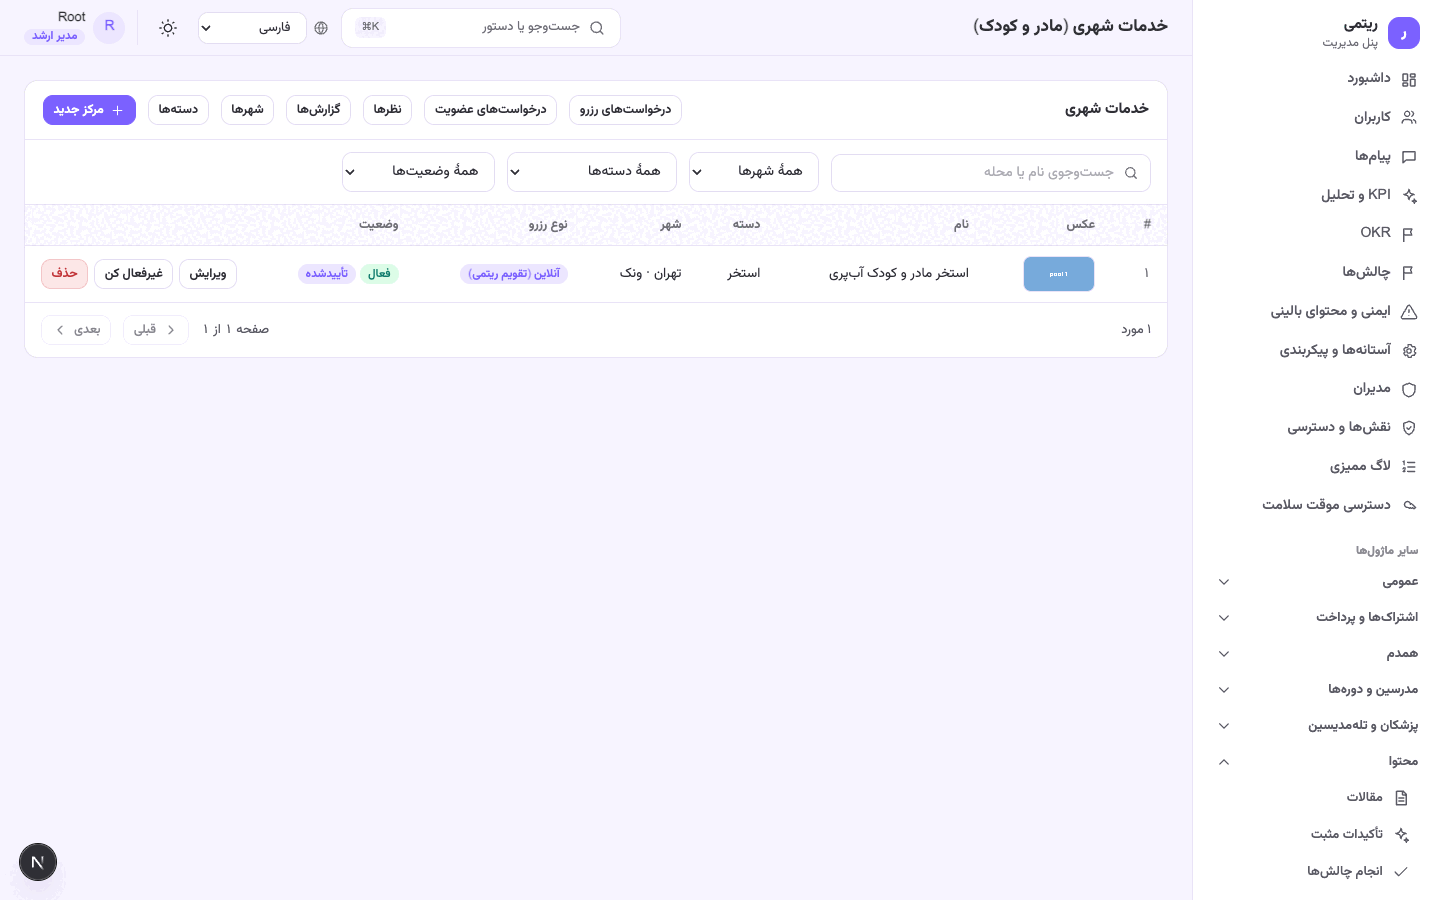 ر
ریتمی
پنل مدیریت
داشبورد
کاربران
پیام‌ها
KPI و تحلیل
OKR
چالش‌ها
ایمنی و محتوای بالینی
آستانه‌ها و پیکربندی
مدیران
نقش‌ها و دسترسی
لاگ ممیزی
دسترسی موقت سلامت
سایر ماژول‌ها
عمومی
اشتراک‌ها و پرداخت
همدم
مدرسین و دوره‌ها
پزشکان و تله‌مدیسین
محتوا
مقالات
تأکیدات مثبت
انجام چالش‌ها
خدمات شهری (مادر و کودک)
جست‌وجو یا دستور
⌘K
فارسی
Root
مدیر ارشد
R
خدمات شهری
درخواست‌های رزرو
درخواست‌های عضویت
نظرها
گزارش‌ها
شهرها
دسته‌ها
مرکز جدید
جست‌وجوی نام یا محله
همهٔ شهرها
همهٔ دسته‌ها
همهٔ وضعیت‌ها
# عکس نام دسته شهر نوع رزرو وضعیت
۱ pool 1 استخر مادر و کودک آب‌پری استخر تهران · ونک آنلاین (تقویم ریتمی) فعال تأییدشده ویرایش غیرفعال کن حذف
۱ مورد
صفحه ۱ از ۱
قبلی
بعدی
N